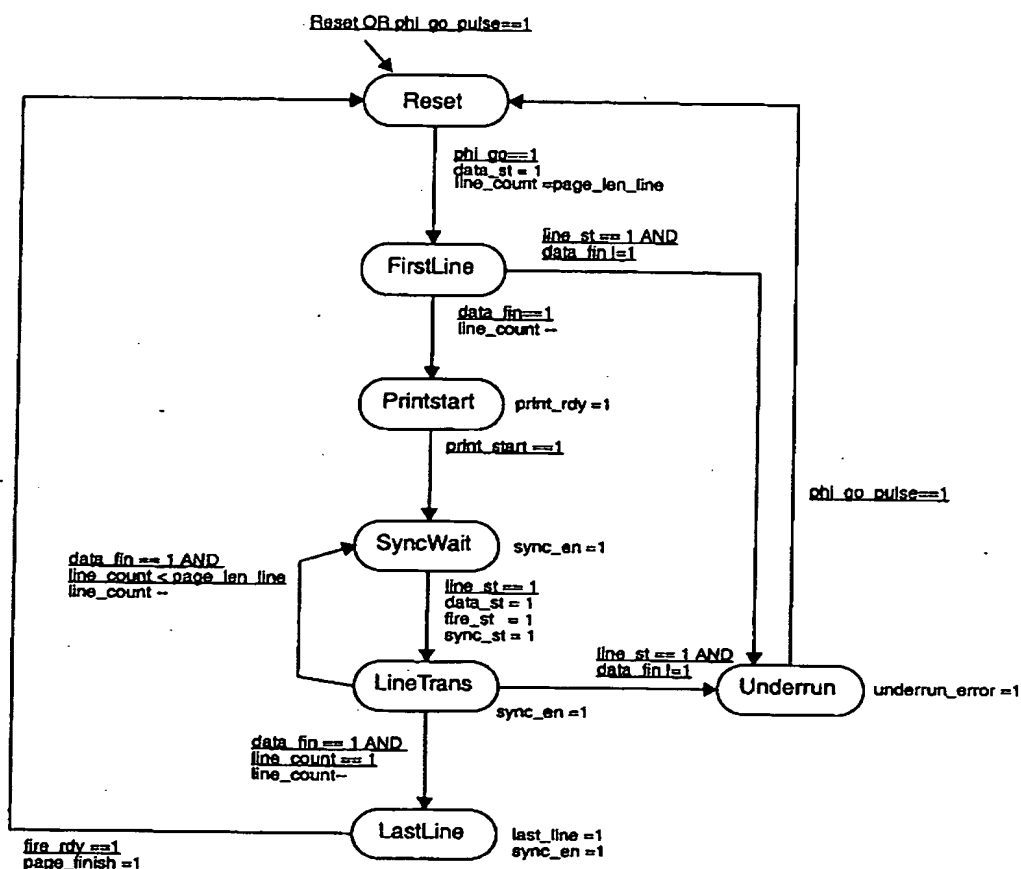 Reset OR phi_go_pulse==1
Reset
phi_go==1
data_st = 1
line_count =page_len_line
line_st == 1 AND
data_fin !=1
FirstLine
data_fin==1
line_count --
Printstart
print_rdy =1
print_start ==1
phi_go_pulse==1
SyncWait
sync_en =1
data_fin == 1 AND
line_count < page_len_line
line_count --
line_st == 1
data_st = 1
fire_st = 1
sync_st = 1
line_st == 1 AND
data_fin !=1
LineTrans
sync_en =1
Underrun
underrun_error =1
data_fin == 1 AND
line_count == 1
line_count--
LastLine
last_line =1
sync_en =1
fire_rdy ==1
page_finish =1